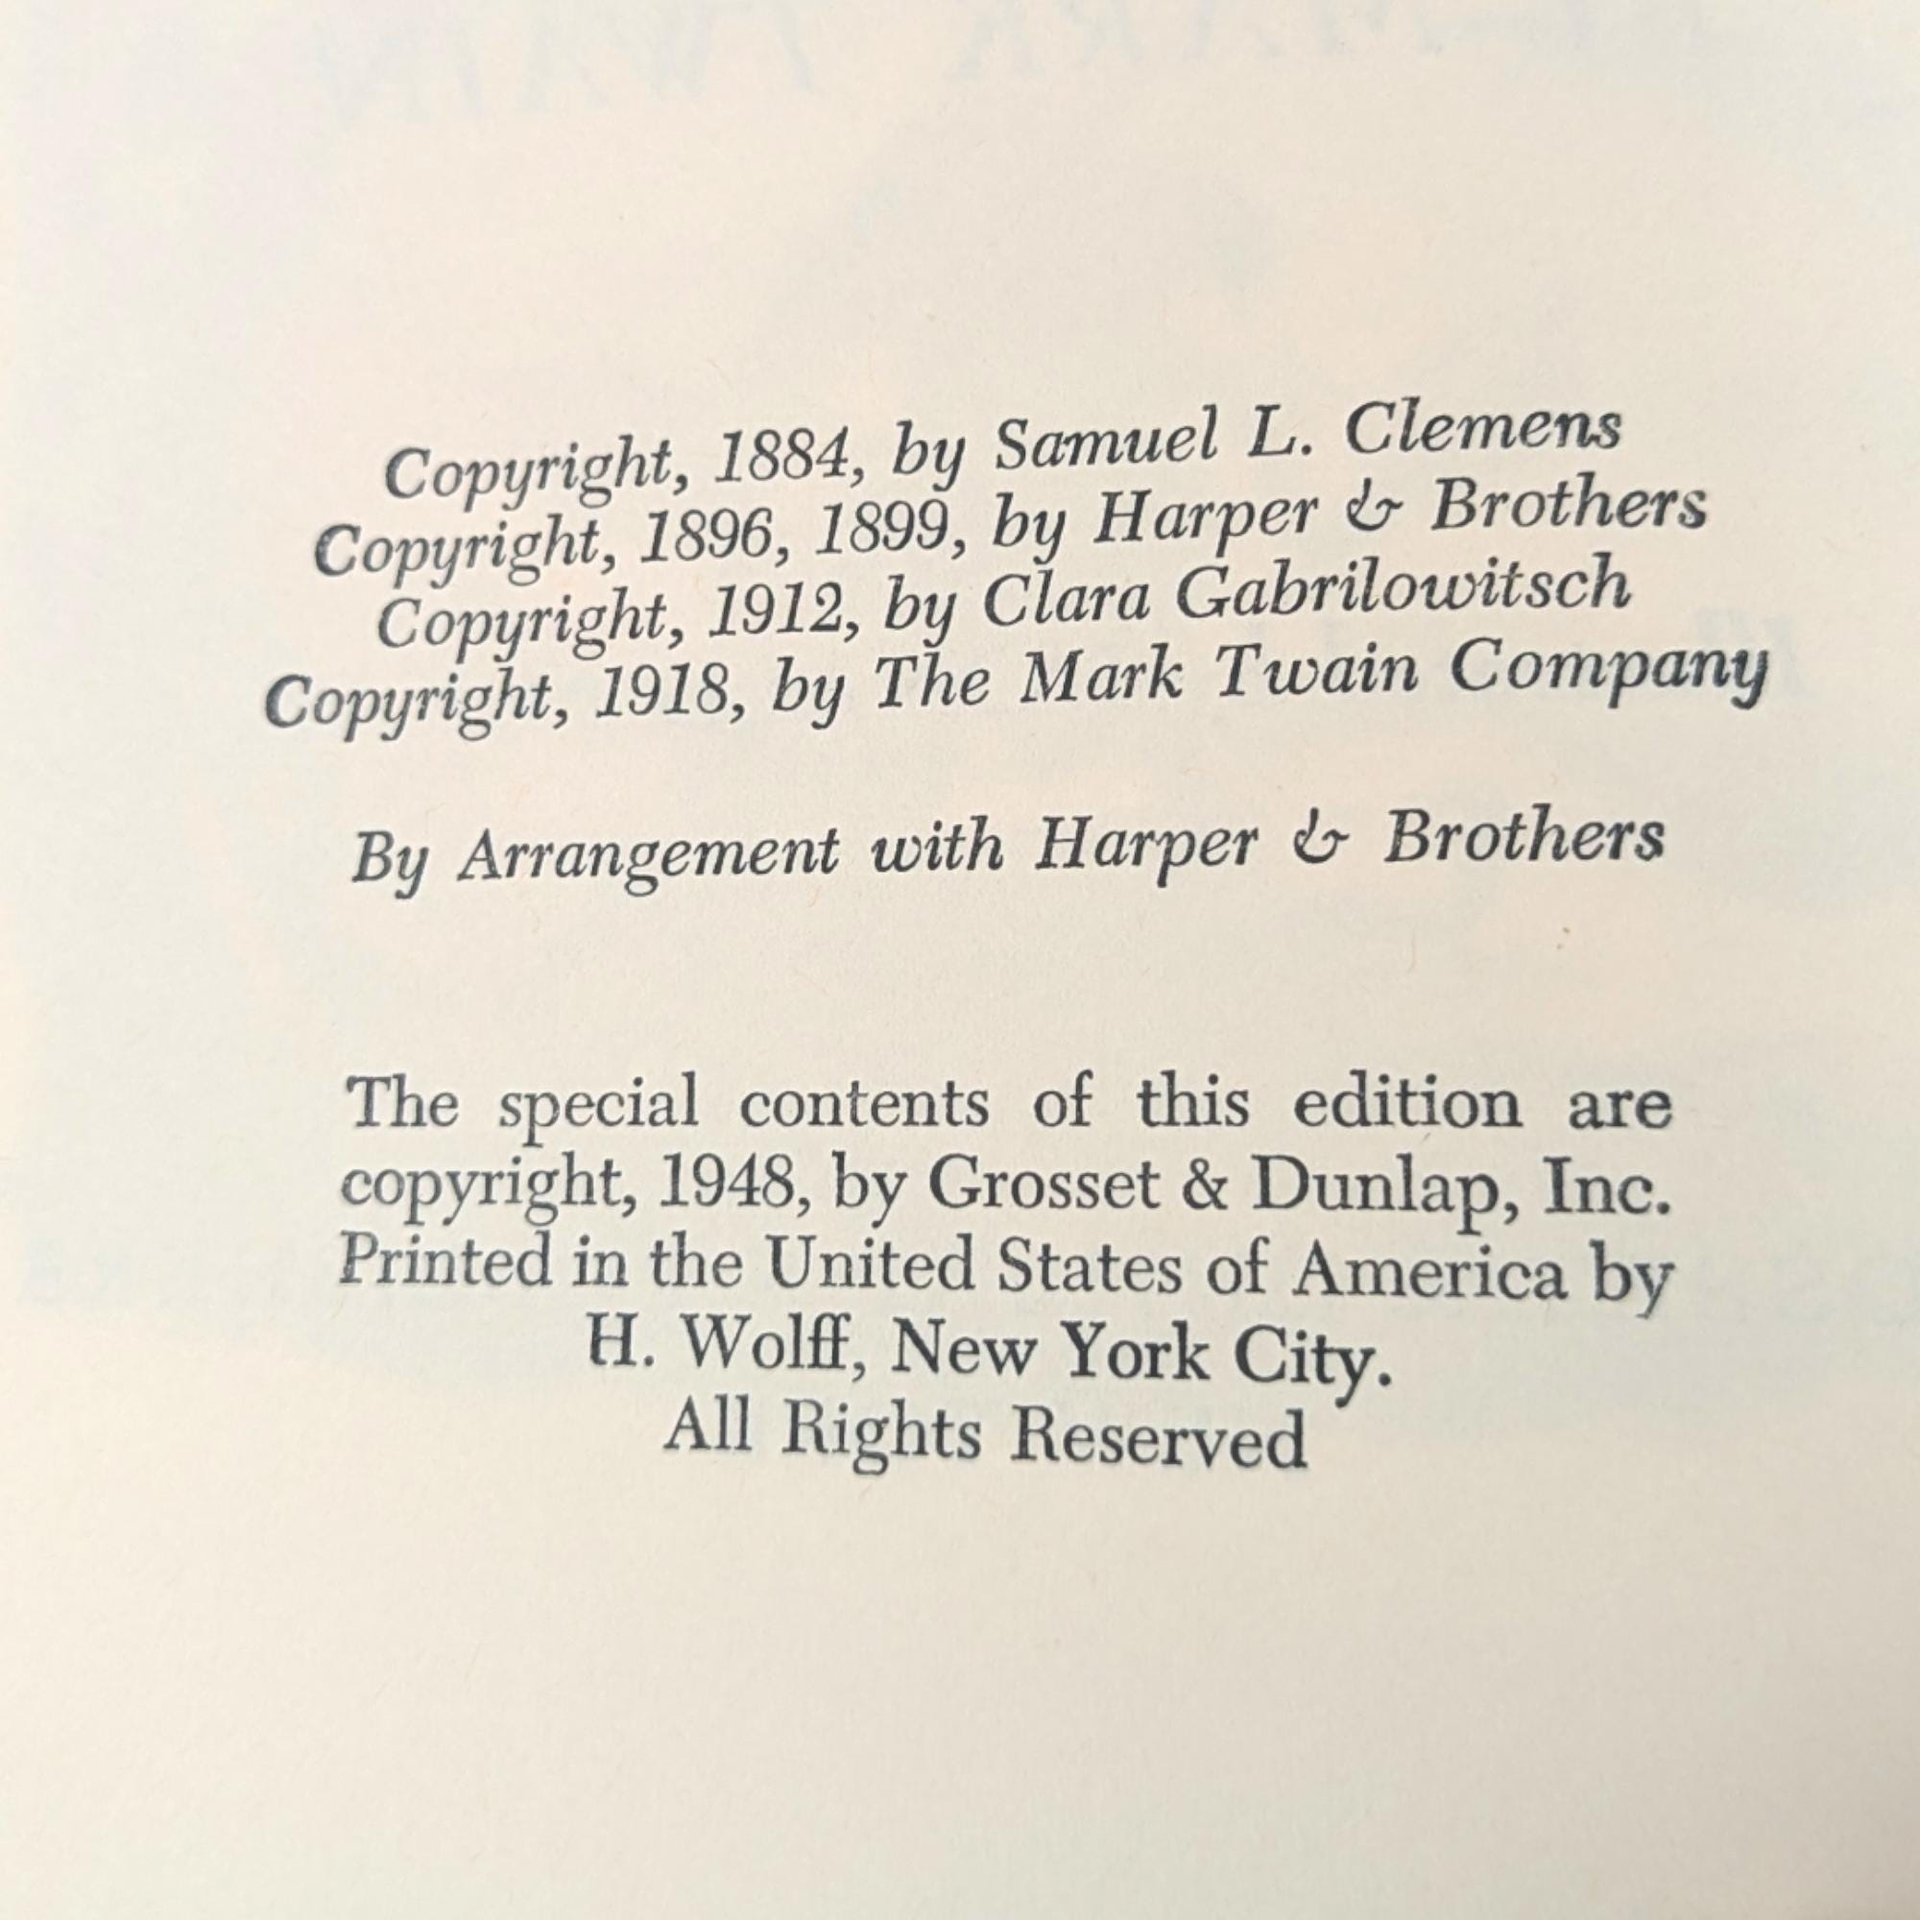 Copyright, 1884, by Samuel L. Clemens
Copyright, 1896, 1899, by Harper & Brothers
Copyright, 1912, by Clara Gabrilowitsch
Copyright, 1918, by The Mark Twain Company
By Arrangement with Harper & Brothers
The special contents of this edition are
copyright, 1948, by Grosset & Dunlap, Inc.
Printed in the United States of America by
H. Wolff, New York City.
All Rights Reserved